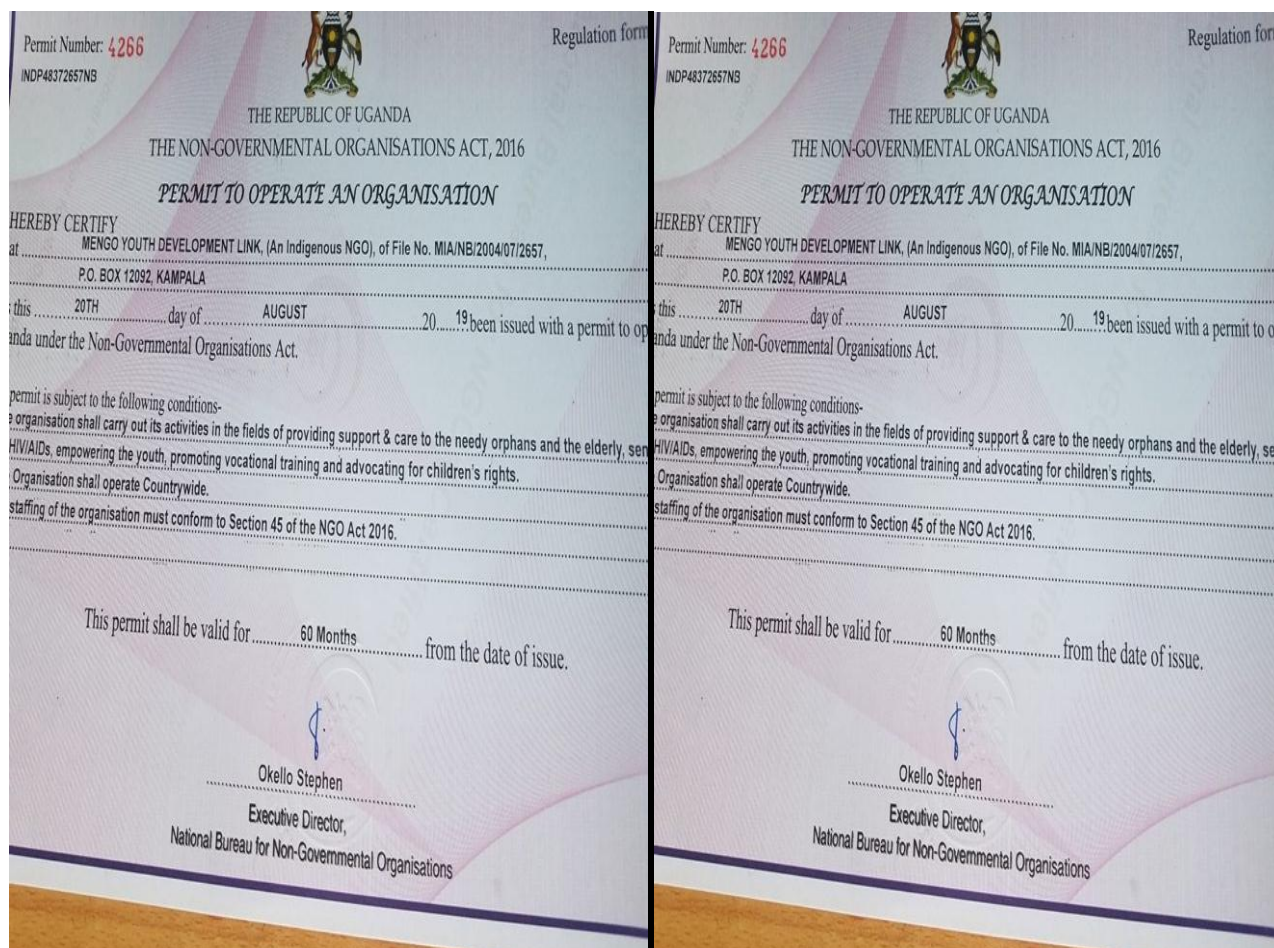 Permit Number: 4266
Regulation form
INDP48372657NB
THE REPUBLIC OF UGANDA
THE NON-GOVERNMENTAL ORGANISATIONS ACT, 2016
PERMIT TO OPERATE AN ORGANISATION
HEREBY CERTIFY
at MENGO YOUTH DEVELOPMENT LINK, (An Indigenous NGO), of File No. MIA/NB/2004/07/2657,
P.O. BOX 12092, KAMPALA
this 20TH day of AUGUST 20 19 been issued with a permit to op
anda under the Non-Governmental Organisations Act.
permit is subject to the following conditions-
e organisation shall carry out its activities in the fields of providing support & care to the needy orphans and the elderly, sen
HIV/AIDs, empowering the youth, promoting vocational training and advocating for children's rights.
Organisation shall operate Countrywide.
staffing of the organisation must conform to Section 45 of the NGO Act 2016.
This permit shall be valid for 60 Months from the date of issue.
Okello Stephen
Executive Director,
National Bureau for Non-Governmental Organisations
Permit Number: 4266
Regulation for
INDP48372657NB
THE REPUBLIC OF UGANDA
THE NON-GOVERNMENTAL ORGANISATIONS ACT, 2016
PERMIT TO OPERATE AN ORGANISATION
HEREBY CERTIFY
at MENGO YOUTH DEVELOPMENT LINK, (An Indigenous NGO), of File No. MIA/NB/2004/07/2657,
P.O. BOX 12092, KAMPALA
this 20TH day of AUGUST 20 19 been issued with a permit to o
anda under the Non-Governmental Organisations Act.
permit is subject to the following conditions-
e organisation shall carry out its activities in the fields of providing support & care to the needy orphans and the elderly, se
HIV/AIDs, empowering the youth, promoting vocational training and advocating for children's rights.
Organisation shall operate Countrywide.
staffing of the organisation must conform to Section 45 of the NGO Act 2016.
This permit shall be valid for 60 Months from the date of issue.
Okello Stephen
Executive Director,
National Bureau for Non-Governmental Organisations